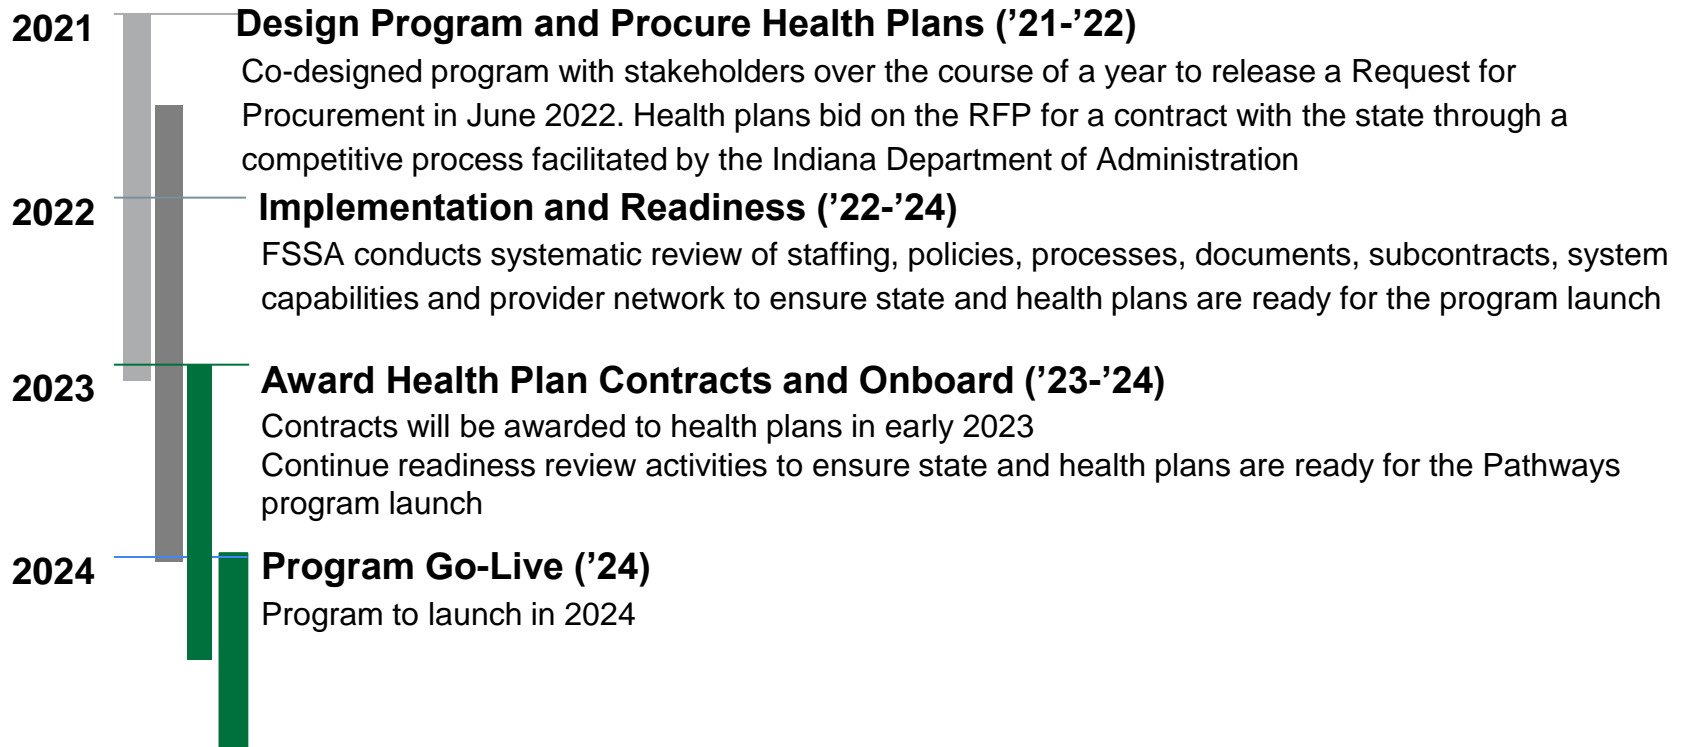 2021
Design Program and Procure Health Plans (’21-’22)
Co-designed program with stakeholders over the course of a year to release a Request for
Procurement in June 2022. Health plans bid on the RFP for a contract with the state through a
competitive process facilitated by the Indiana Department of Administration
2022
Implementation and Readiness (’22-’24)
FSSA conducts systematic review of staffing, policies, processes, documents, subcontracts, system
capabilities and provider network to ensure state and health plans are ready for the program launch
2023
Award Health Plan Contracts and Onboard (’23-’24)
Contracts will be awarded to health plans in early 2023
Continue readiness review activities to ensure state and health plans are ready for the Pathways
program launch
2024
Program Go-Live (’24)
Program to launch in 2024